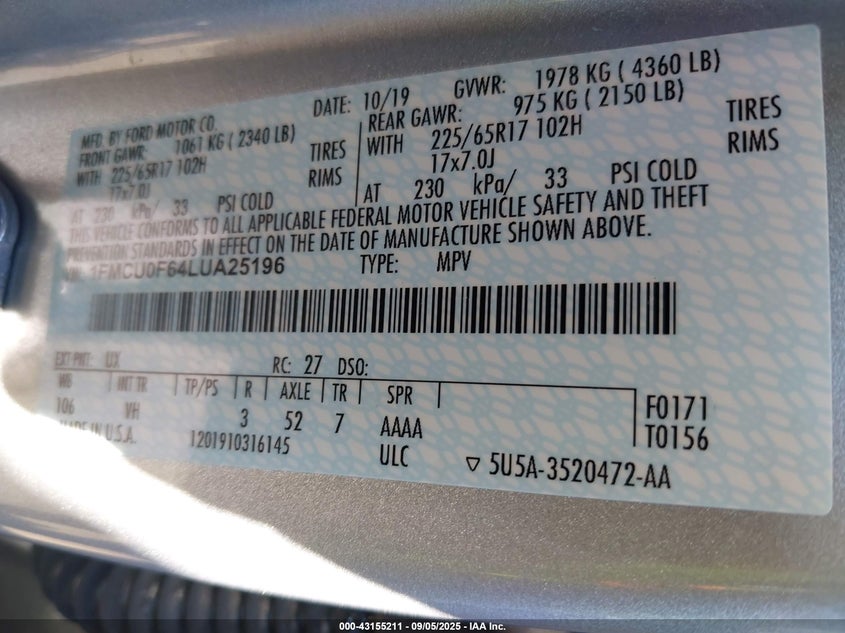 MFD. BY FORD MOTOR CO. DATE: 10/19 GVWR: 1978 KG ( 4360 LB)
FRONT GAWR: 1061 KG ( 2340 LB) REAR GAWR: 975 KG ( 2150 LB)
WITH 225/65R17 102H TIRES WITH 225/65R17 102H TIRES
17x7.0J RIMS 17x7.0J RIMS
AT 230 kPa/ 33 PSI COLD AT 230 kPa/ 33 PSI COLD
THIS VEHICLE CONFORMS TO ALL APPLICABLE FEDERAL MOTOR VEHICLE SAFETY AND THEFT
PREVENTION STANDARDS IN EFFECT ON THE DATE OF MANUFACTURE SHOWN ABOVE.
VIN: 1FMCU0F64LUA25196 TYPE: MPV
EXT PNT: UX RC: 27 DSO:
WB INT TR TP/PS R AXLE TR SPR
106 VH 3 52 7 AAAA F0171
MADE IN U.S.A. 1201910316145 ULC T0156
▽ 5U5A-3520472-AA
000-43155211 - 09/05/2025 - IAA Inc.